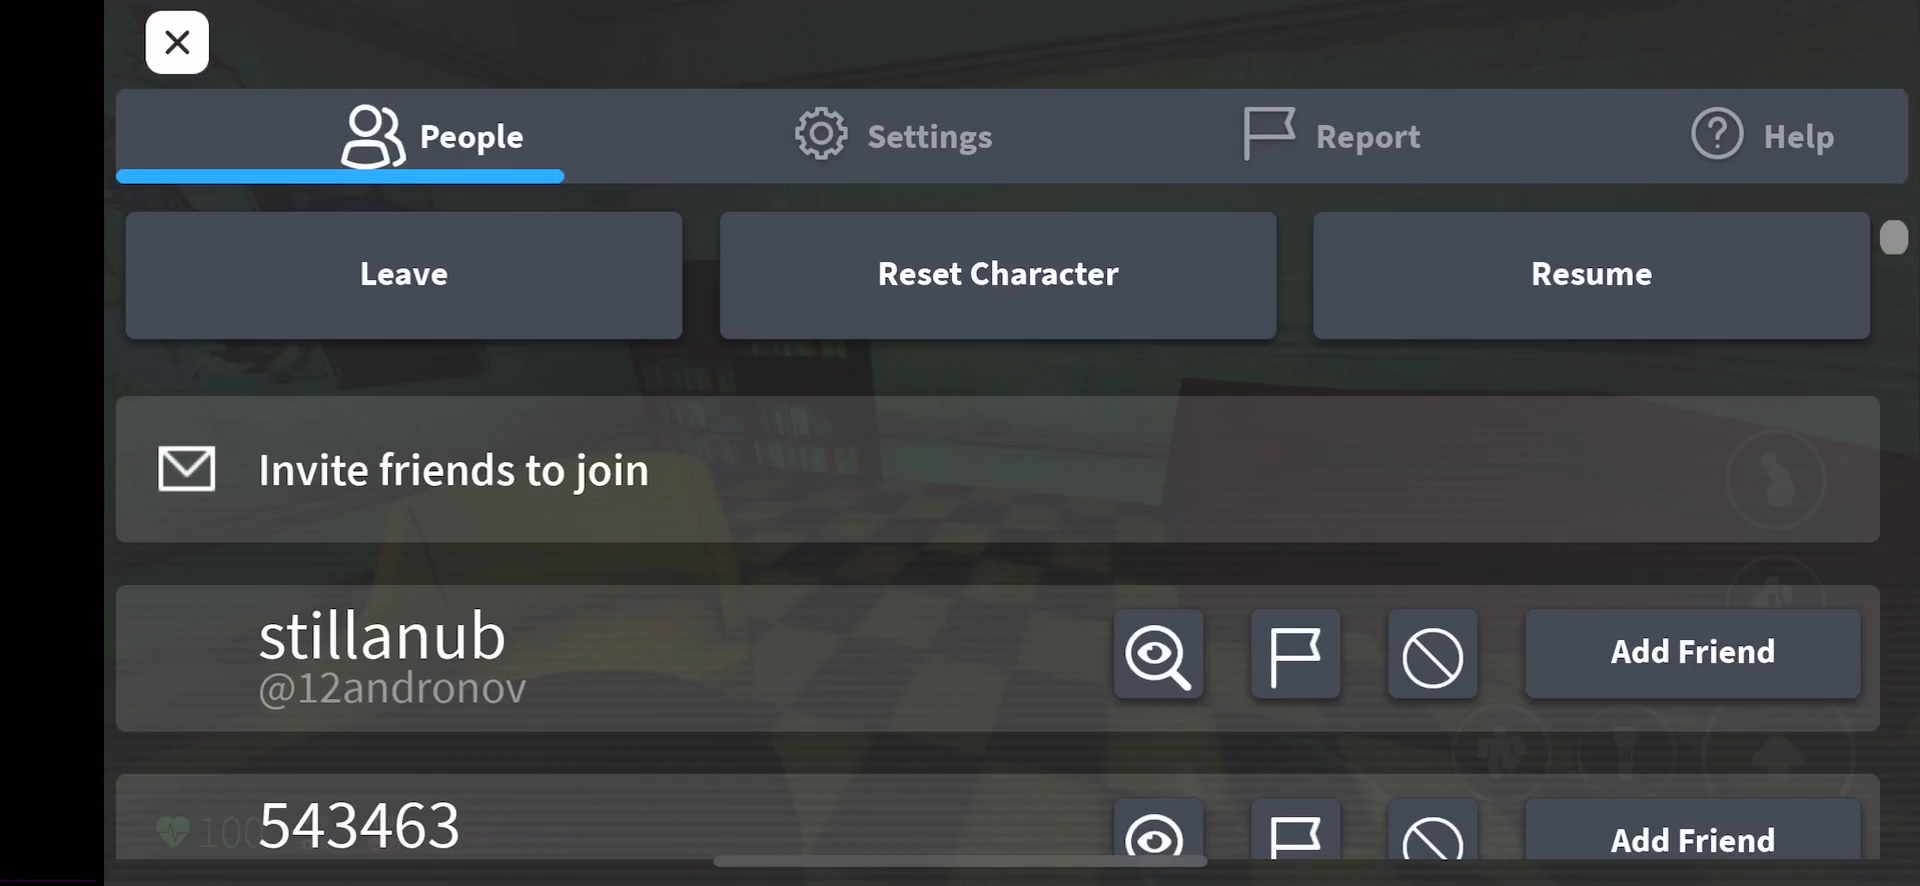 People
Settings
Report
Help
Leave
Reset Character
Resume
Invite friends to join
stillanub
@12andronov
Add Friend
100
543463
Add Friend